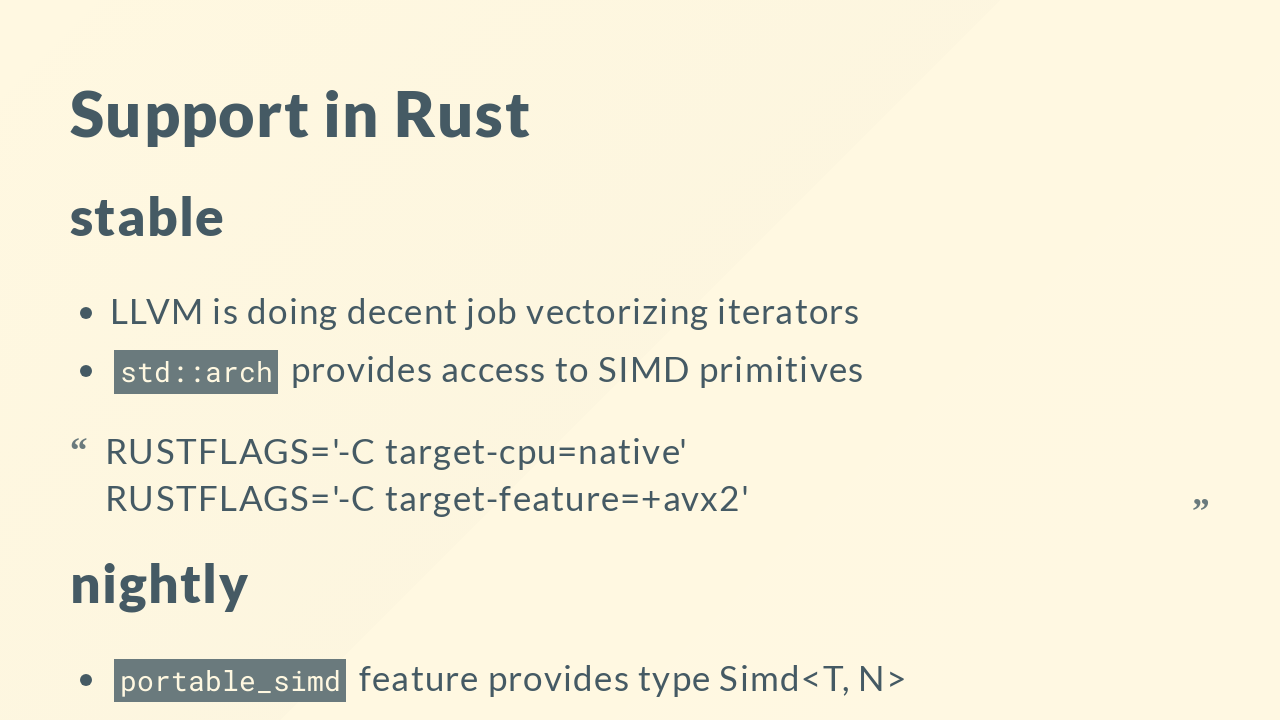 Support in Rust
stable
• LLVM is doing decent job vectorizing iterators
• std::arch provides access to SIMD primitives
“ RUSTFLAGS='-C target-cpu=native'
RUSTFLAGS='-C target-feature=+avx2' ”
nightly
• portable_simd feature provides type Simd<T, N>